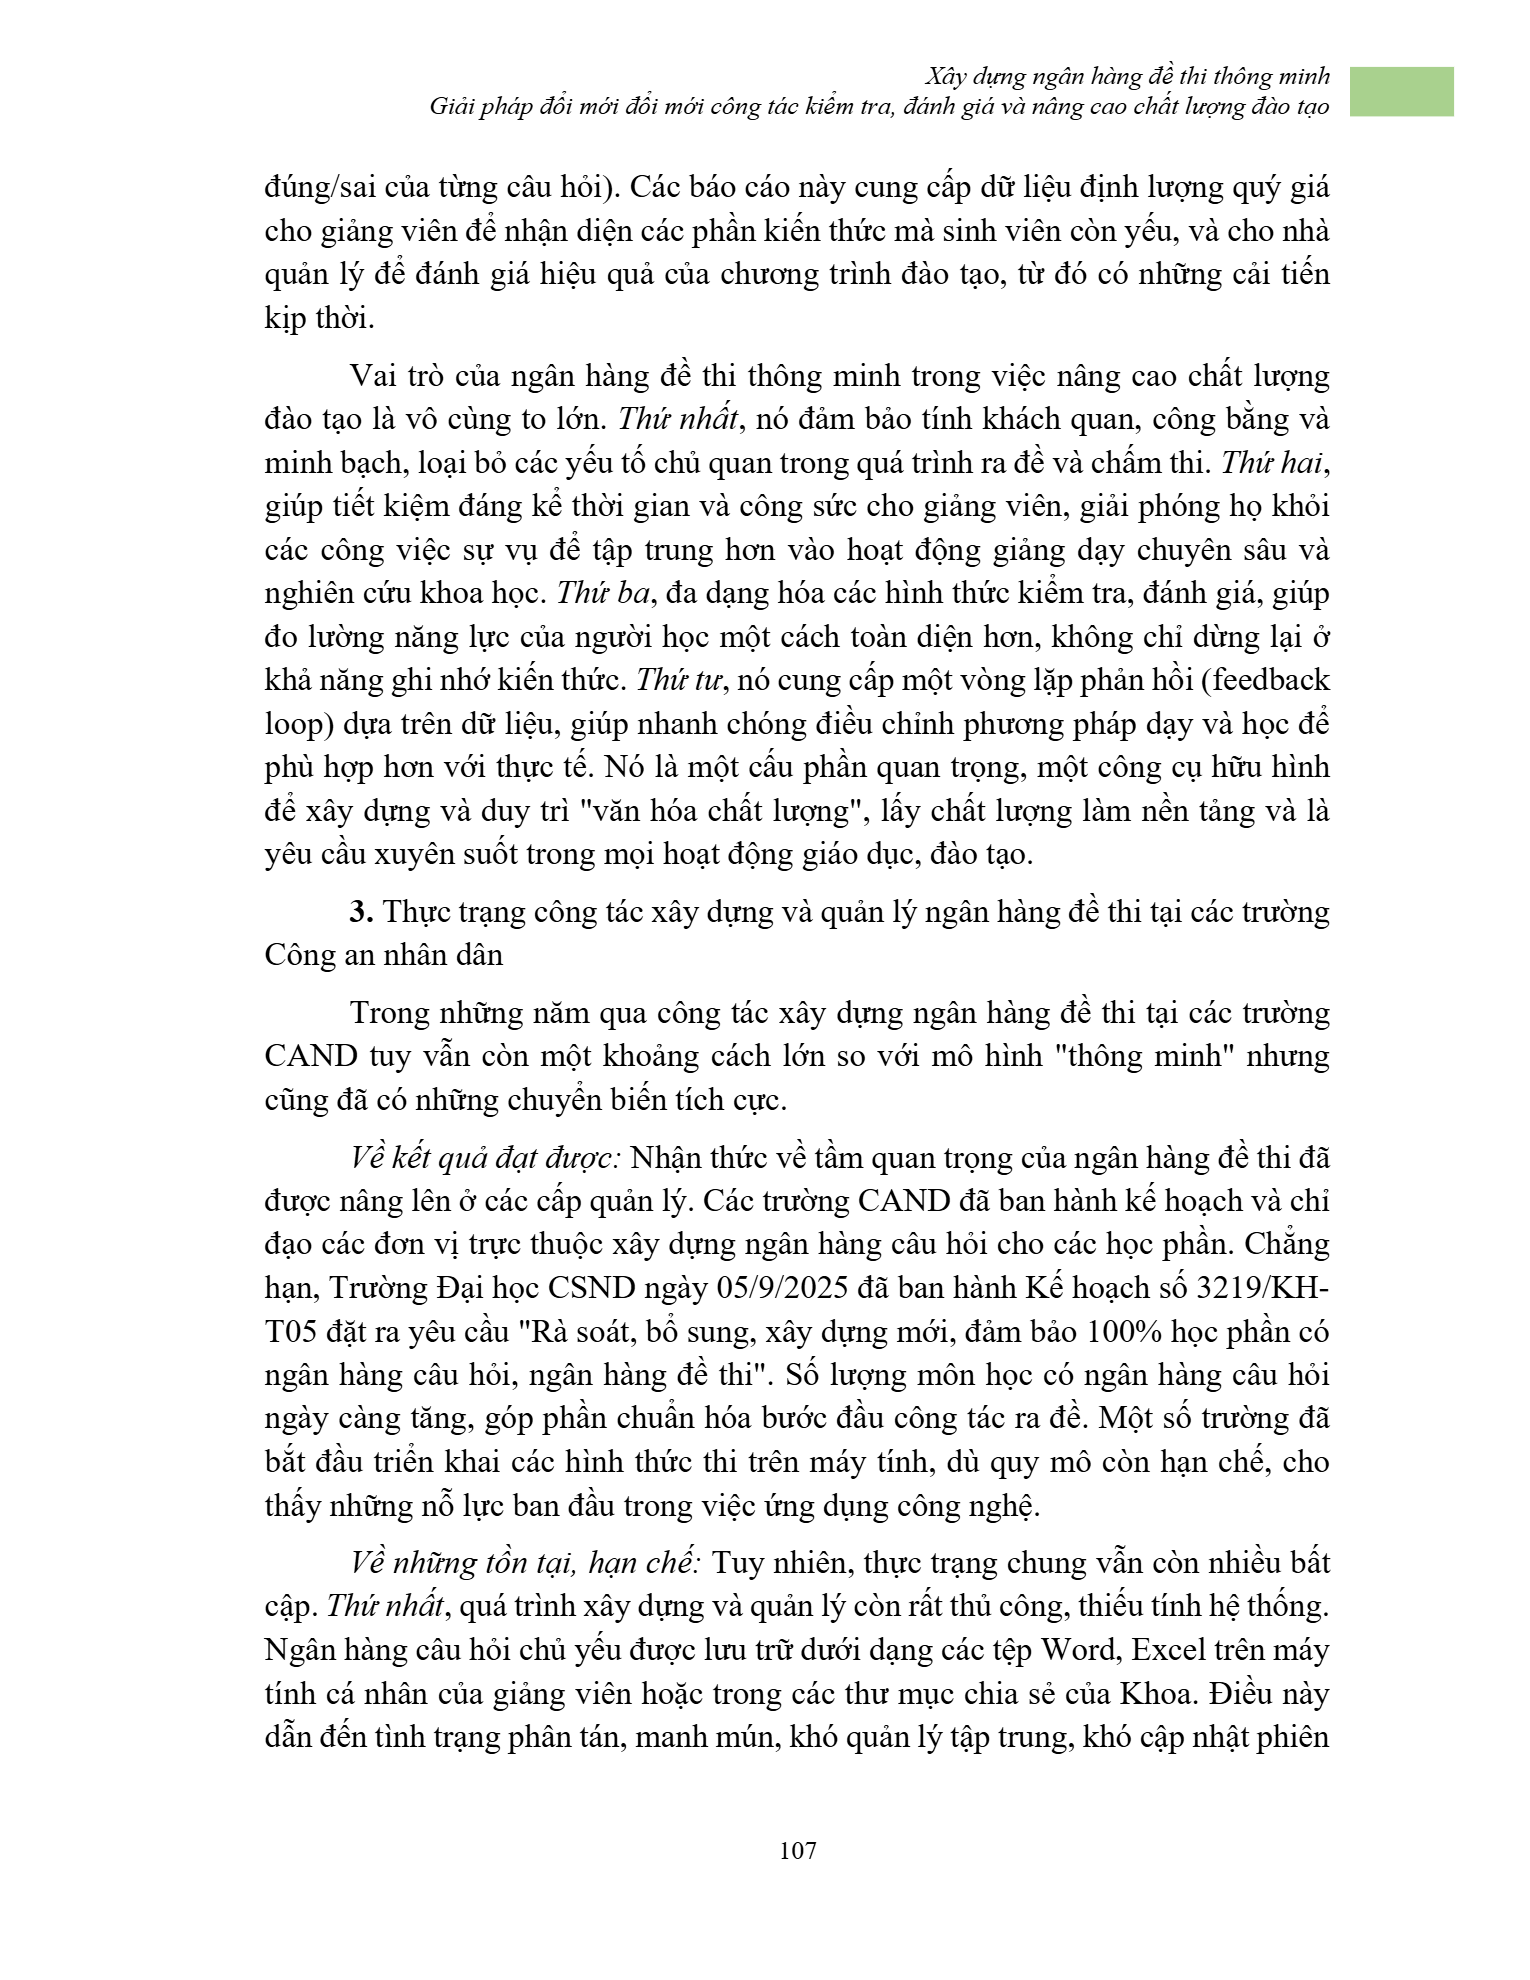 Xây dựng ngân hàng đề thi thông minh
Giải pháp đổi mới đổi mới công tác kiểm tra, đánh giá và nâng cao chất lượng đào tạo
đúng/sai của từng câu hỏi). Các báo cáo này cung cấp dữ liệu định lượng quý giá
cho giảng viên để nhận diện các phần kiến thức mà sinh viên còn yếu, và cho nhà
quản lý để đánh giá hiệu quả của chương trình đào tạo, từ đó có những cải tiến
kịp thời.
Vai trò của ngân hàng đề thi thông minh trong việc nâng cao chất lượng
đào tạo là vô cùng to lớn. Thứ nhất, nó đảm bảo tính khách quan, công bằng và
minh bạch, loại bỏ các yếu tố chủ quan trong quá trình ra đề và chấm thi. Thứ hai,
giúp tiết kiệm đáng kể thời gian và công sức cho giảng viên, giải phóng họ khỏi
các công việc sự vụ để tập trung hơn vào hoạt động giảng dạy chuyên sâu và
nghiên cứu khoa học. Thứ ba, đa dạng hóa các hình thức kiểm tra, đánh giá, giúp
đo lường năng lực của người học một cách toàn diện hơn, không chỉ dừng lại ở
khả năng ghi nhớ kiến thức. Thứ tư, nó cung cấp một vòng lặp phản hồi (feedback
loop) dựa trên dữ liệu, giúp nhanh chóng điều chỉnh phương pháp dạy và học để
phù hợp hơn với thực tế. Nó là một cấu phần quan trọng, một công cụ hữu hình
để xây dựng và duy trì "văn hóa chất lượng", lấy chất lượng làm nền tảng và là
yêu cầu xuyên suốt trong mọi hoạt động giáo dục, đào tạo.
3. Thực trạng công tác xây dựng và quản lý ngân hàng đề thi tại các trường
Công an nhân dân
Trong những năm qua công tác xây dựng ngân hàng đề thi tại các trường
CAND tuy vẫn còn một khoảng cách lớn so với mô hình "thông minh" nhưng
cũng đã có những chuyển biến tích cực.
Về kết quả đạt được: Nhận thức về tầm quan trọng của ngân hàng đề thi đã
được nâng lên ở các cấp quản lý. Các trường CAND đã ban hành kế hoạch và chỉ
đạo các đơn vị trực thuộc xây dựng ngân hàng câu hỏi cho các học phần. Chẳng
hạn, Trường Đại học CSND ngày 05/9/2025 đã ban hành Kế hoạch số 3219/KH-
T05 đặt ra yêu cầu "Rà soát, bổ sung, xây dựng mới, đảm bảo 100% học phần có
ngân hàng câu hỏi, ngân hàng đề thi". Số lượng môn học có ngân hàng câu hỏi
ngày càng tăng, góp phần chuẩn hóa bước đầu công tác ra đề. Một số trường đã
bắt đầu triển khai các hình thức thi trên máy tính, dù quy mô còn hạn chế, cho
thấy những nỗ lực ban đầu trong việc ứng dụng công nghệ.
Về những tồn tại, hạn chế: Tuy nhiên, thực trạng chung vẫn còn nhiều bất
cập. Thứ nhất, quá trình xây dựng và quản lý còn rất thủ công, thiếu tính hệ thống.
Ngân hàng câu hỏi chủ yếu được lưu trữ dưới dạng các tệp Word, Excel trên máy
tính cá nhân của giảng viên hoặc trong các thư mục chia sẻ của Khoa. Điều này
dẫn đến tình trạng phân tán, manh mún, khó quản lý tập trung, khó cập nhật phiên
107